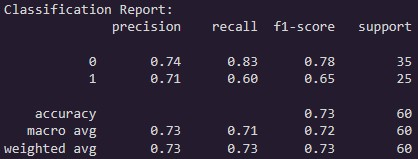 Classification Report:
              precision    recall  f1-score   support

           0       0.74      0.83      0.78        35
           1       0.71      0.60      0.65        25

    accuracy                           0.73        60
   macro avg       0.73      0.71      0.72        60
weighted avg       0.73      0.73      0.73        60